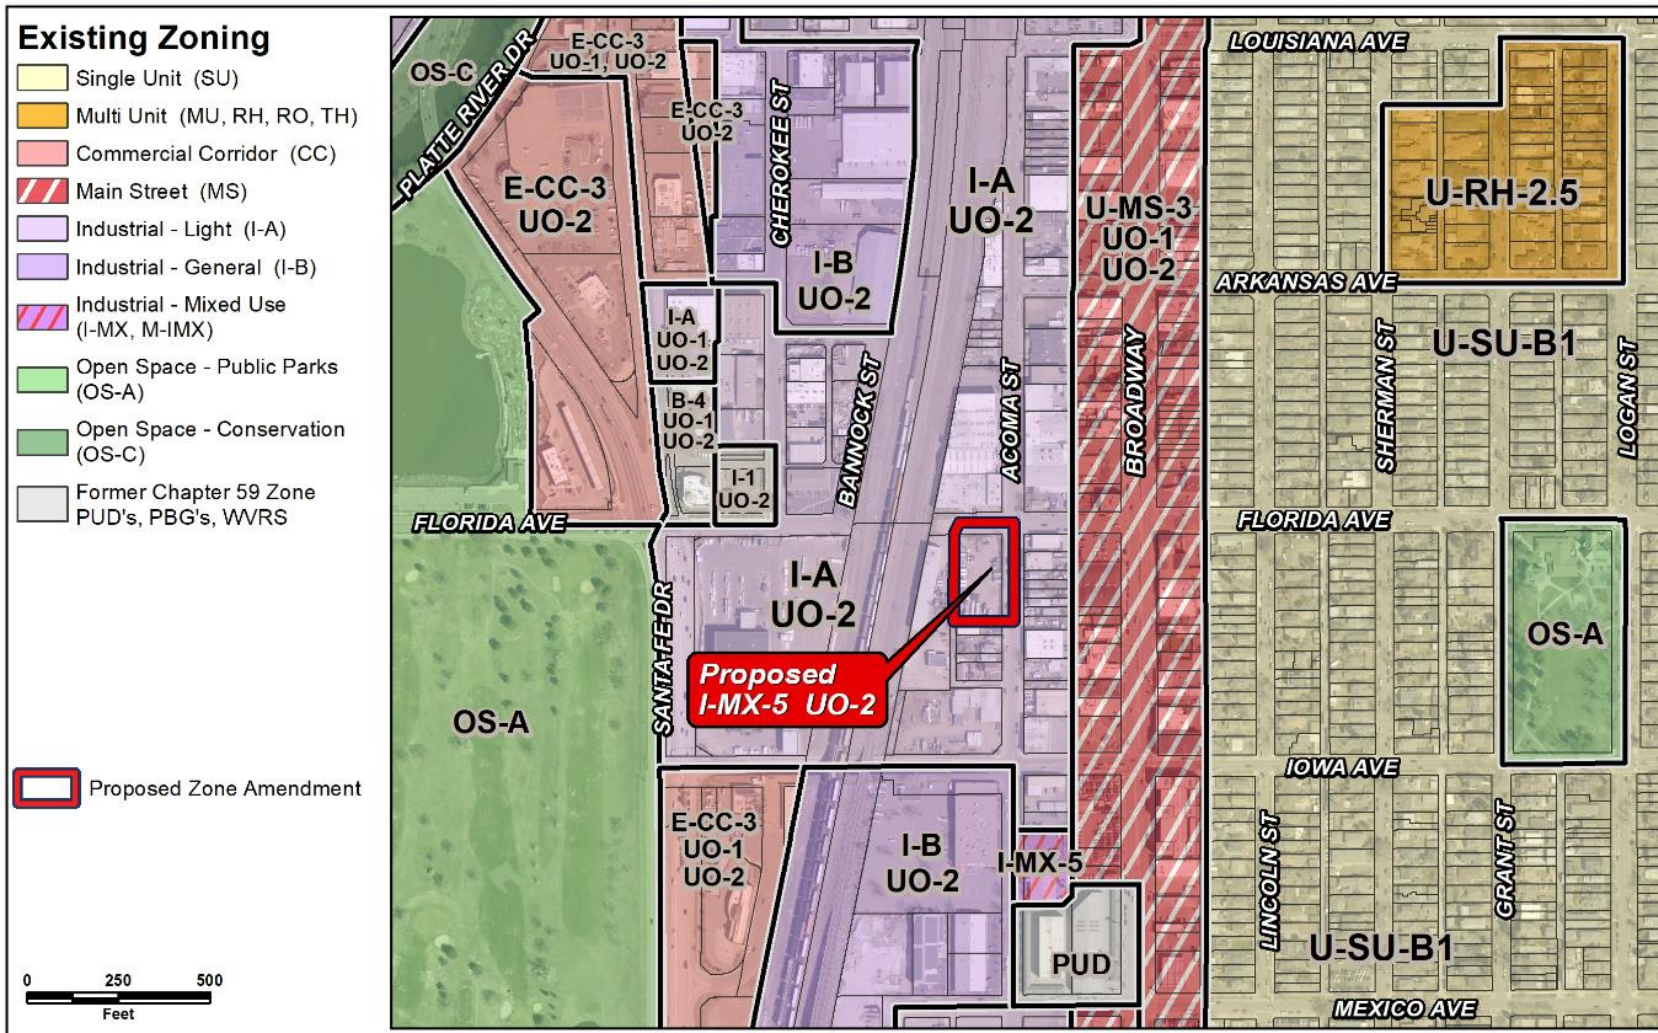 Existing Zoning
Single Unit (SU)
Multi Unit (MU, RH, RO, TH)
Commercial Corridor (CC)
Main Street (MS)
Industrial - Light (I-A)
Industrial - General (I-B)
Industrial - Mixed Use
(I-MX, M-IMX)
Open Space - Public Parks
(OS-A)
Open Space - Conservation
(OS-C)
Former Chapter 59 Zone
PUD's, PBG's, WVRS
Proposed Zone Amendment
0 250 500
Feet
OS-C
PLATTE RIVER DR
E-CC-3
UO-1, UO-2
E-CC-3
UO-2
E-CC-3
UO-2
CHEROKEE ST
I-B
UO-2
I-A
UO-2
U-MS-3
UO-1
UO-2
LOUISIANA AVE
U-RH-2.5
ARKANSAS AVE
I-A
UO-1
UO-2
B-4
UO-1
UO-2
I-1
UO-2
BANNOCK ST
ACOMA ST
BROADWAY
SHERMAN ST
U-SU-B1
LOGAN ST
FLORIDA AVE
FLORIDA AVE
I-A
UO-2
SANTA FE DR
Proposed
I-MX-5 UO-2
OS-A
OS-A
IOWA AVE
E-CC-3
UO-1
UO-2
I-B
UO-2
I-MX-5
PUD
LINCOLN ST
GRANT ST
U-SU-B1
MEXICO AVE